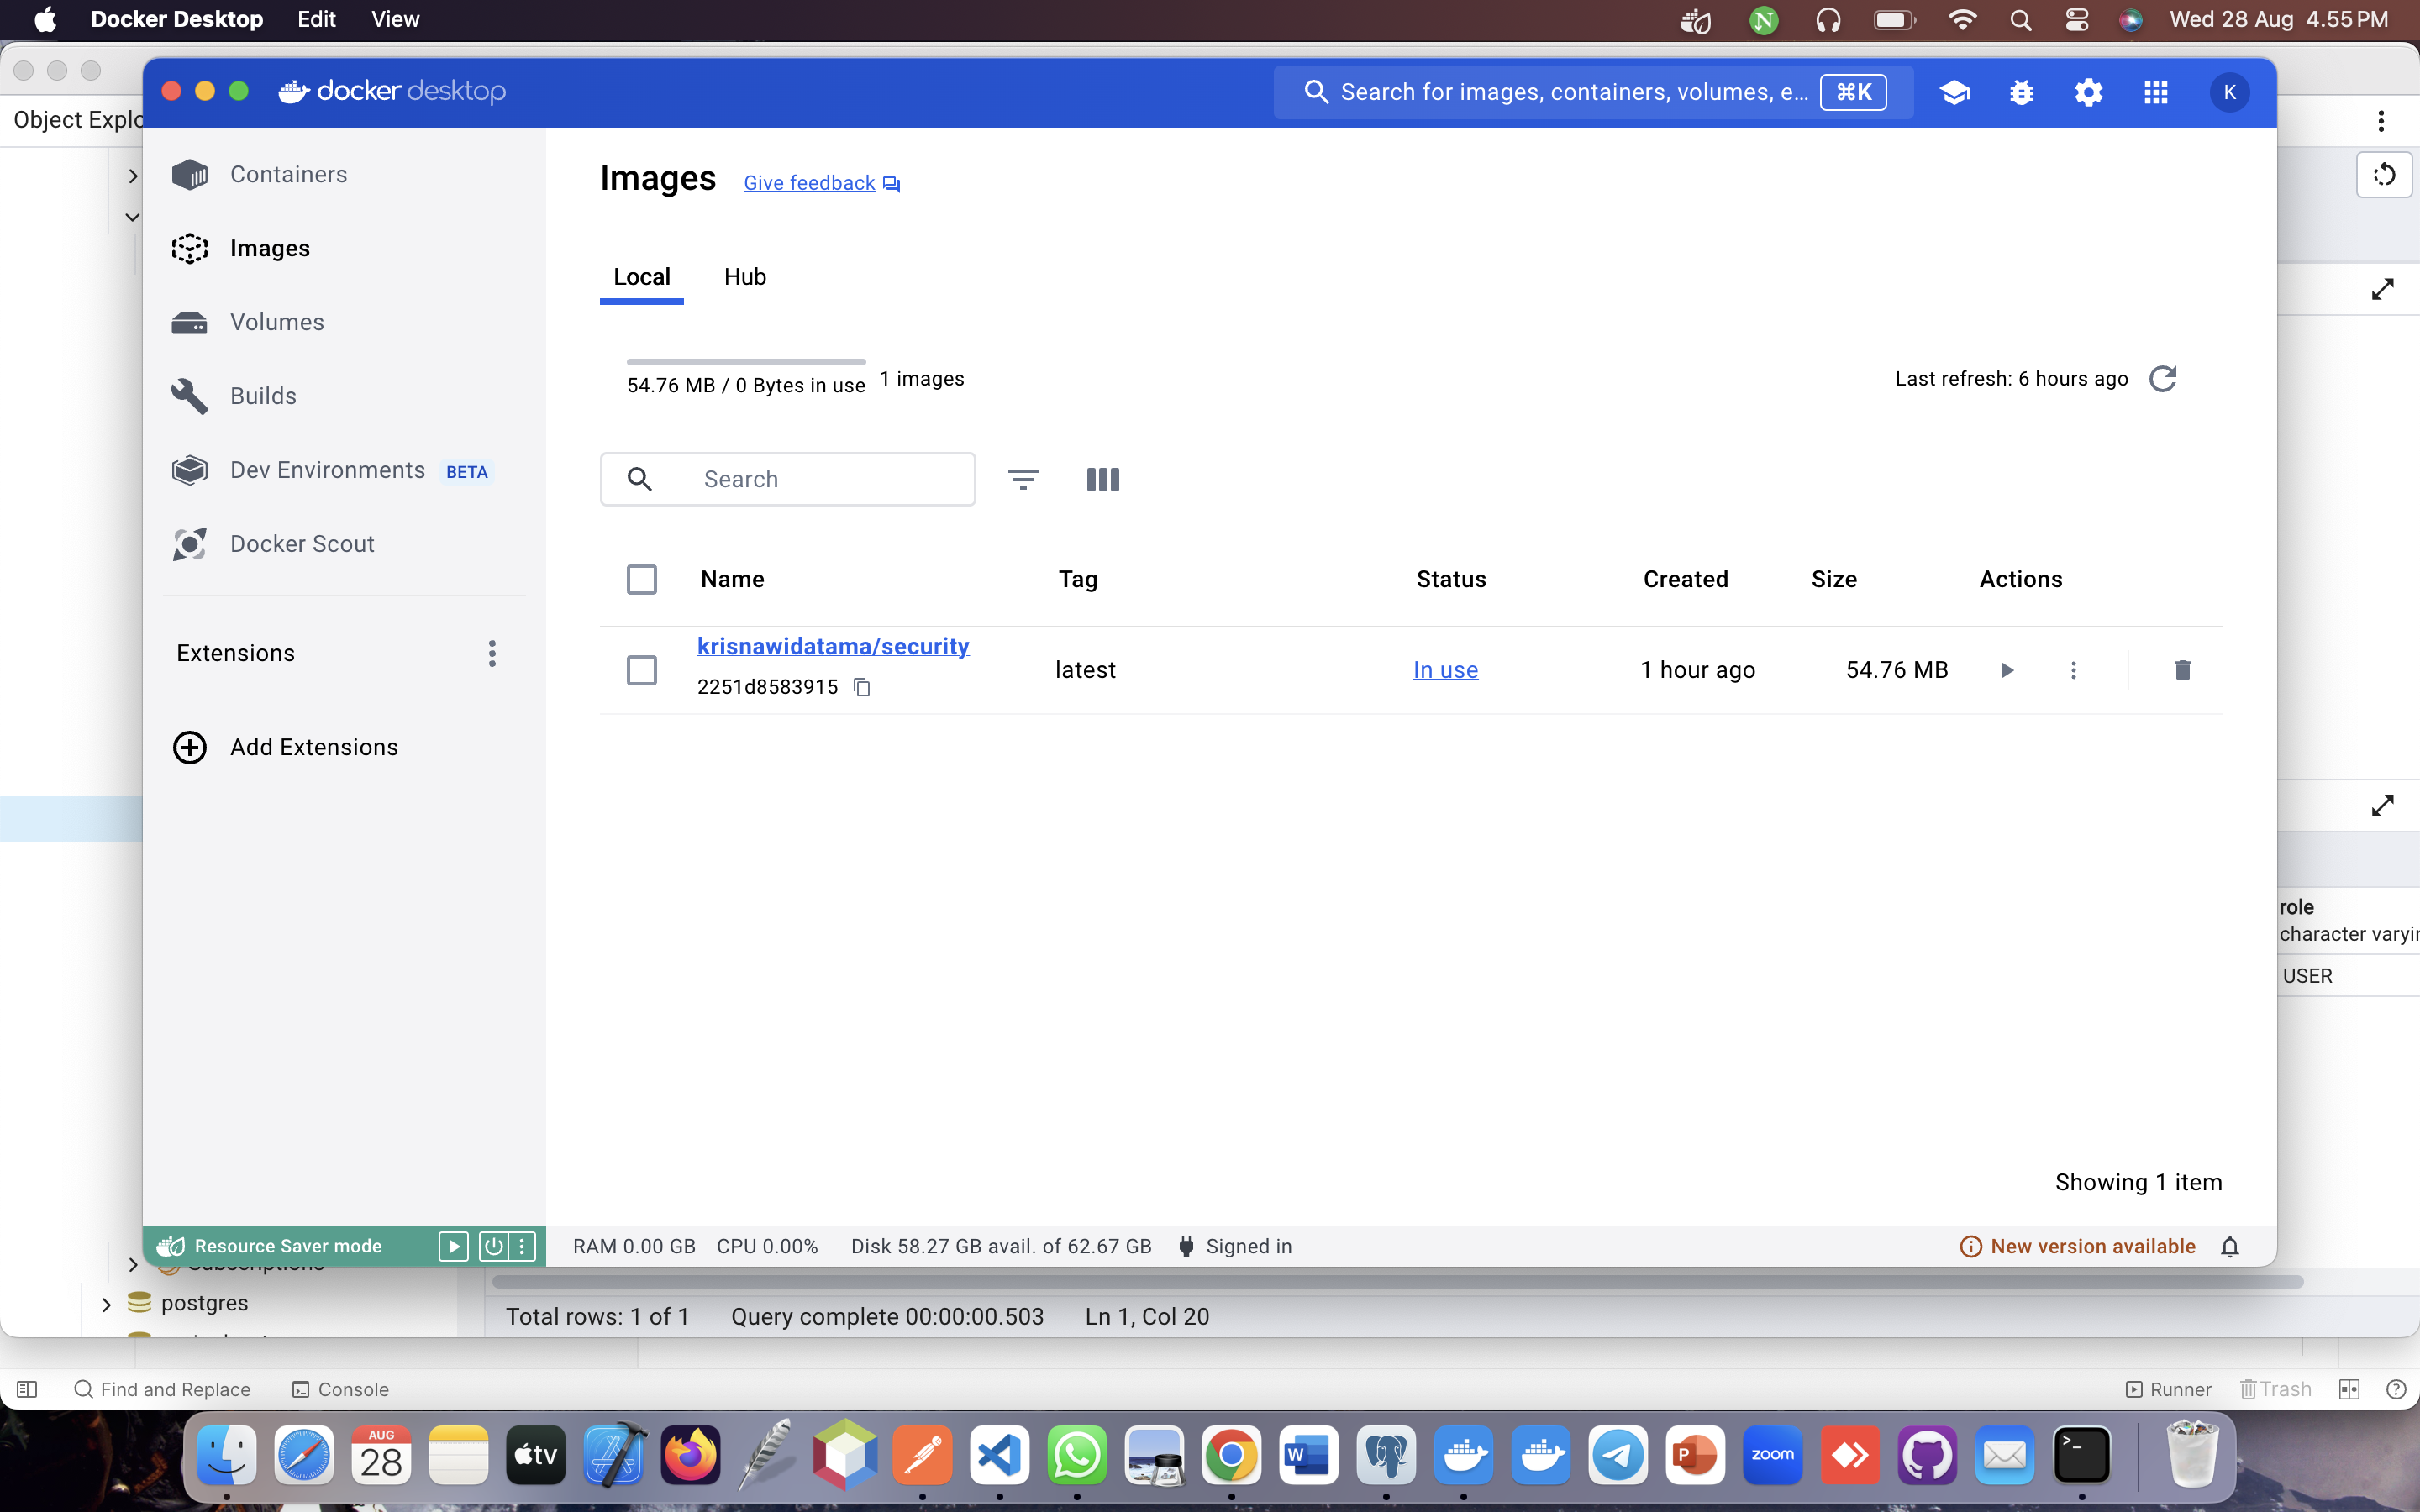 Docker Desktop Edit View
Wed 28 Aug 4.55 PM
docker desktop
Search for images, containers, volumes, e... ⌘K
K
Object Explo
Containers
Images
Volumes
Builds
Dev Environments BETA
Docker Scout
Extensions
Add Extensions
Images Give feedback
Local Hub
54.76 MB / 0 Bytes in use 1 images
Last refresh: 6 hours ago
Search
Name Tag Status Created Size Actions
krisnawidatama/security
2251d8583915
latest In use 1 hour ago 54.76 MB
role
character varyin
USER
Showing 1 item
Resource Saver mode
RAM 0.00 GB CPU 0.00% Disk 58.27 GB avail. of 62.67 GB Signed in
New version available
Subscriptions
postgres
Total rows: 1 of 1 Query complete 00:00:00.503 Ln 1, Col 20
Find and Replace Console
Runner Trash
AUG
28
tv
W
P
zoom